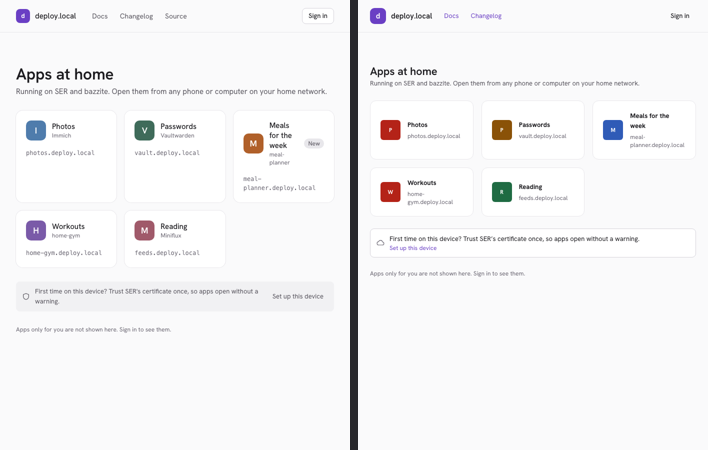 d deploy.local Docs Changelog Source Sign in
Apps at home
Running on SER and bazzite. Open them from any phone or computer on your home network.
I Photos
Immich
photos.deploy.local
V Passwords
Vaultwarden
vault.deploy.local
M Meals
for the
week
meal-
planner
New
meal-
planner.deploy.local
H Workouts
home-gym
home-gym.deploy.local
M Reading
Miniflux
feeds.deploy.local
First time on this device? Trust SER's certificate once, so apps open without a
warning.
Set up this device
Apps only for you are not shown here. Sign in to see them.
d deploy.local Docs Changelog Sign in
Apps at home
Running on SER and bazzite. Open them from any phone or computer on your home network.
P Photos
photos.deploy.local
P Passwords
vault.deploy.local
M Meals for the
week
meal-
planner.deploy.local
W Workouts
home-
gym.deploy.local
R Reading
feeds.deploy.local
First time on this device? Trust SER's certificate once, so apps open without a warning.
Set up this device
Apps only for you are not shown here. Sign in to see them.